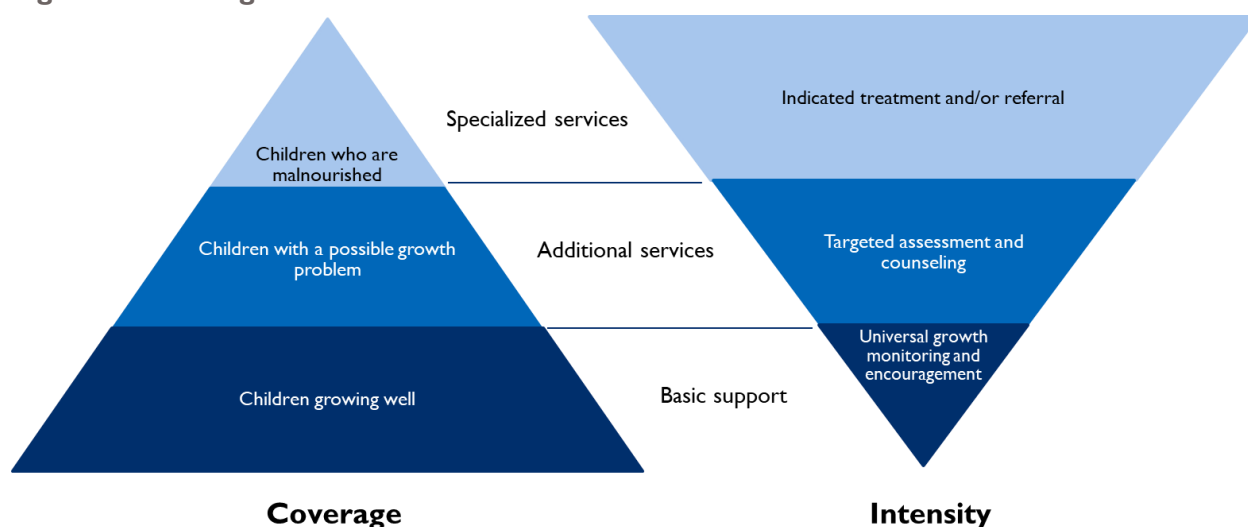 Specialized services
Children who are
malnourished
Indicated treatment and/or referral
Children with a possible growth
problem
Additional services
Targeted assessment and
counseling
Children growing well
Basic support
Universal growth
monitoring and
encouragement
Coverage
Intensity